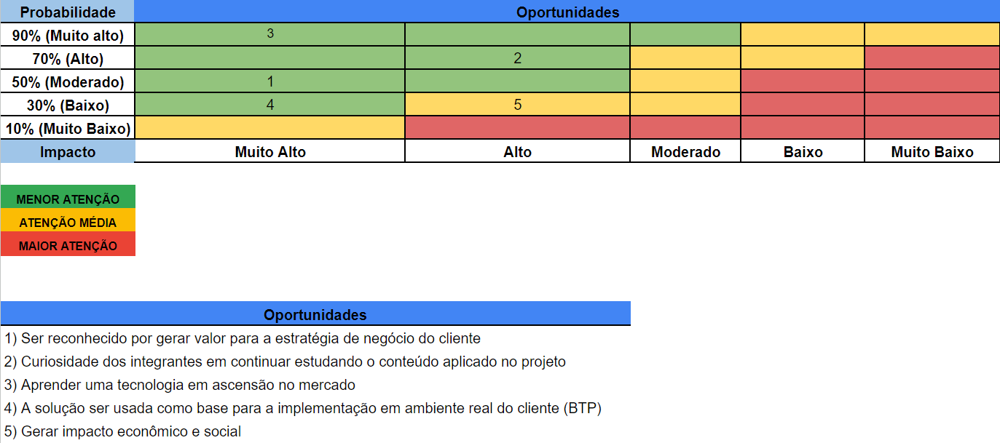 Probabilidade Oportunidades
90% (Muito alto) 3
70% (Alto) 2
50% (Moderado) 1
30% (Baixo) 4 5
10% (Muito Baixo)
Impacto Muito Alto Alto Moderado Baixo Muito Baixo
MENOR ATENÇÃO
ATENÇÃO MÉDIA
MAIOR ATENÇÃO
Oportunidades
1) Ser reconhecido por gerar valor para a estratégia de negócio do cliente
2) Curiosidade dos integrantes em continuar estudando o conteúdo aplicado no projeto
3) Aprender uma tecnologia em ascensão no mercado
4) A solução ser usada como base para a implementação em ambiente real do cliente (BTP)
5) Gerar impacto econômico e social